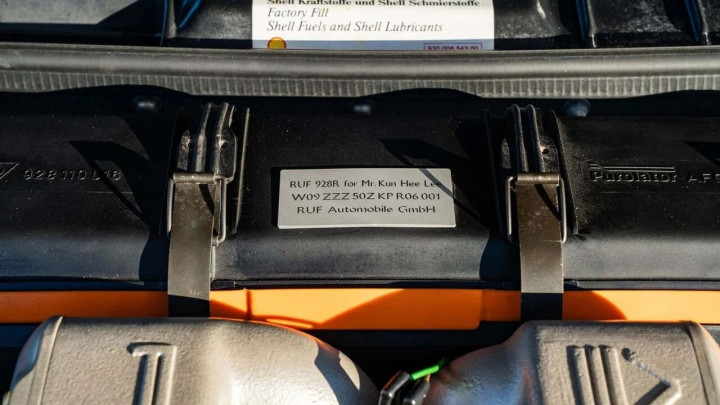 Shell Kraftstoffe und Shell Schmierstoffe
Factory Fill
Shell Fuels and Shell Lubricants
928 110
RUF 928R for Mr. Kun Hee Lee
W09 ZZZ 50Z KP R06 001
RUF Automobile GmbH
Purolator